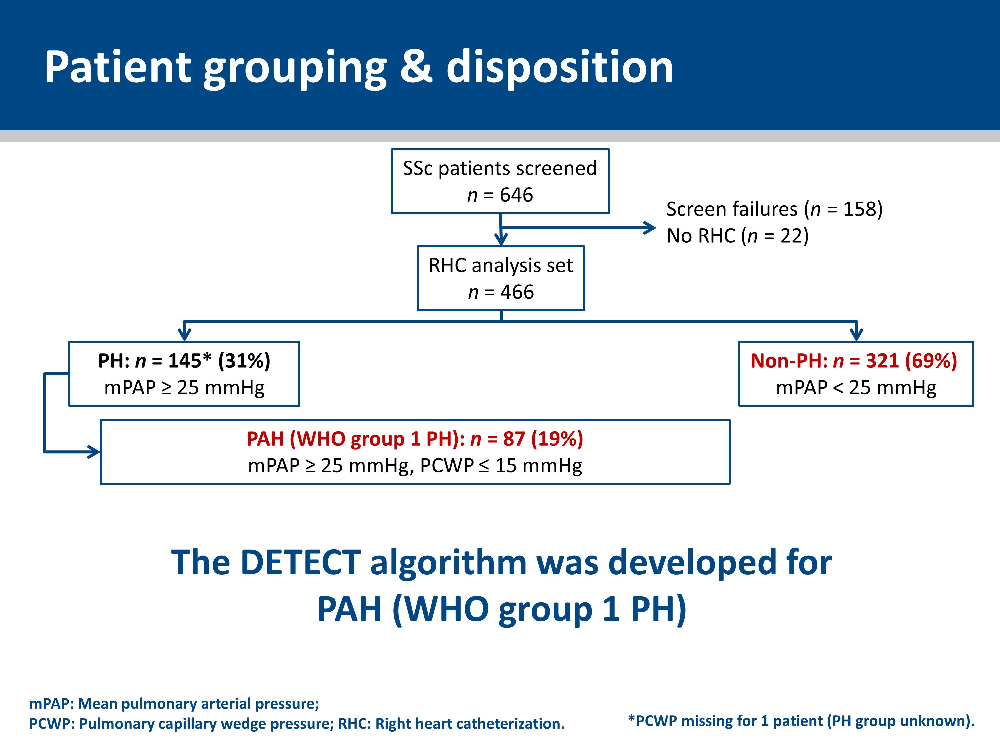 Patient grouping & disposition
SSc patients screened
n = 646
Screen failures (n = 158)
No RHC (n = 22)
RHC analysis set
n = 466
PH: n = 145* (31%)
mPAP ≥ 25 mmHg
Non-PH: n = 321 (69%)
mPAP < 25 mmHg
PAH (WHO group 1 PH): n = 87 (19%)
mPAP ≥ 25 mmHg, PCWP ≤ 15 mmHg
The DETECT algorithm was developed for
PAH (WHO group 1 PH)
mPAP: Mean pulmonary arterial pressure;
PCWP: Pulmonary capillary wedge pressure; RHC: Right heart catheterization.
*PCWP missing for 1 patient (PH group unknown).